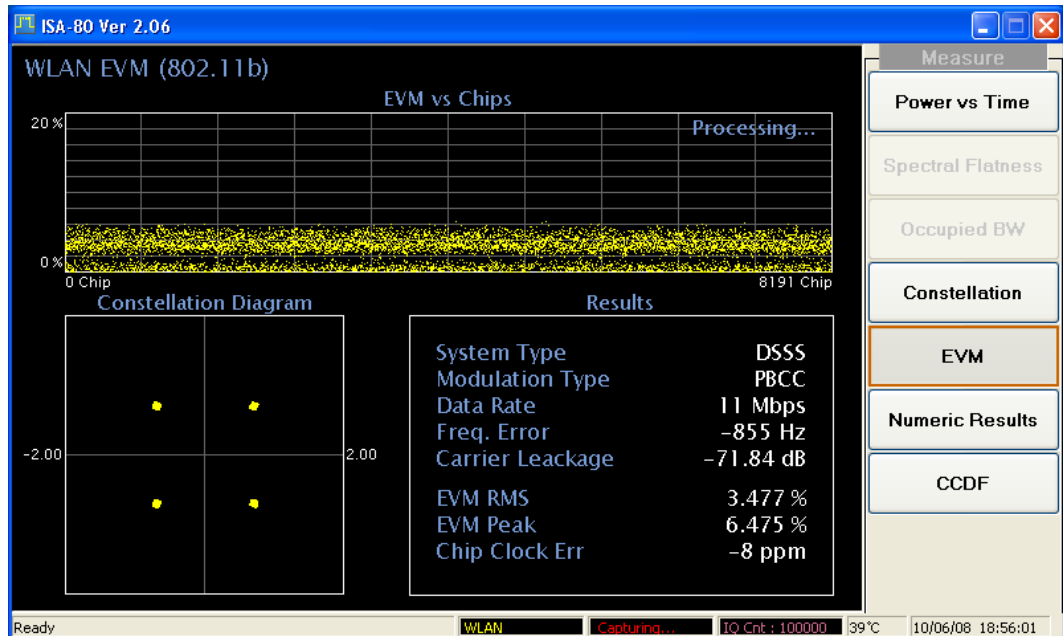 ISA-80 Ver 2.06
WLAN EVM (802.11b)
EVM vs Chips
20 %
Processing...
0 %
0 Chip
8191 Chip
Constellation Diagram
-2.00
2.00
Results
System Type DSSS
Modulation Type PBCC
Data Rate 11 Mbps
Freq. Error -855 Hz
Carrier Leackage -71.84 dB
EVM RMS 3.477 %
EVM Peak 6.475 %
Chip Clock Err -8 ppm
Measure
Power vs Time
Spectral Flatness
Occupied BW
Constellation
EVM
Numeric Results
CCDF
Ready
WLAN
Capturing...
IQ Cnt : 100000
39℃
10/06/08 18:56:01